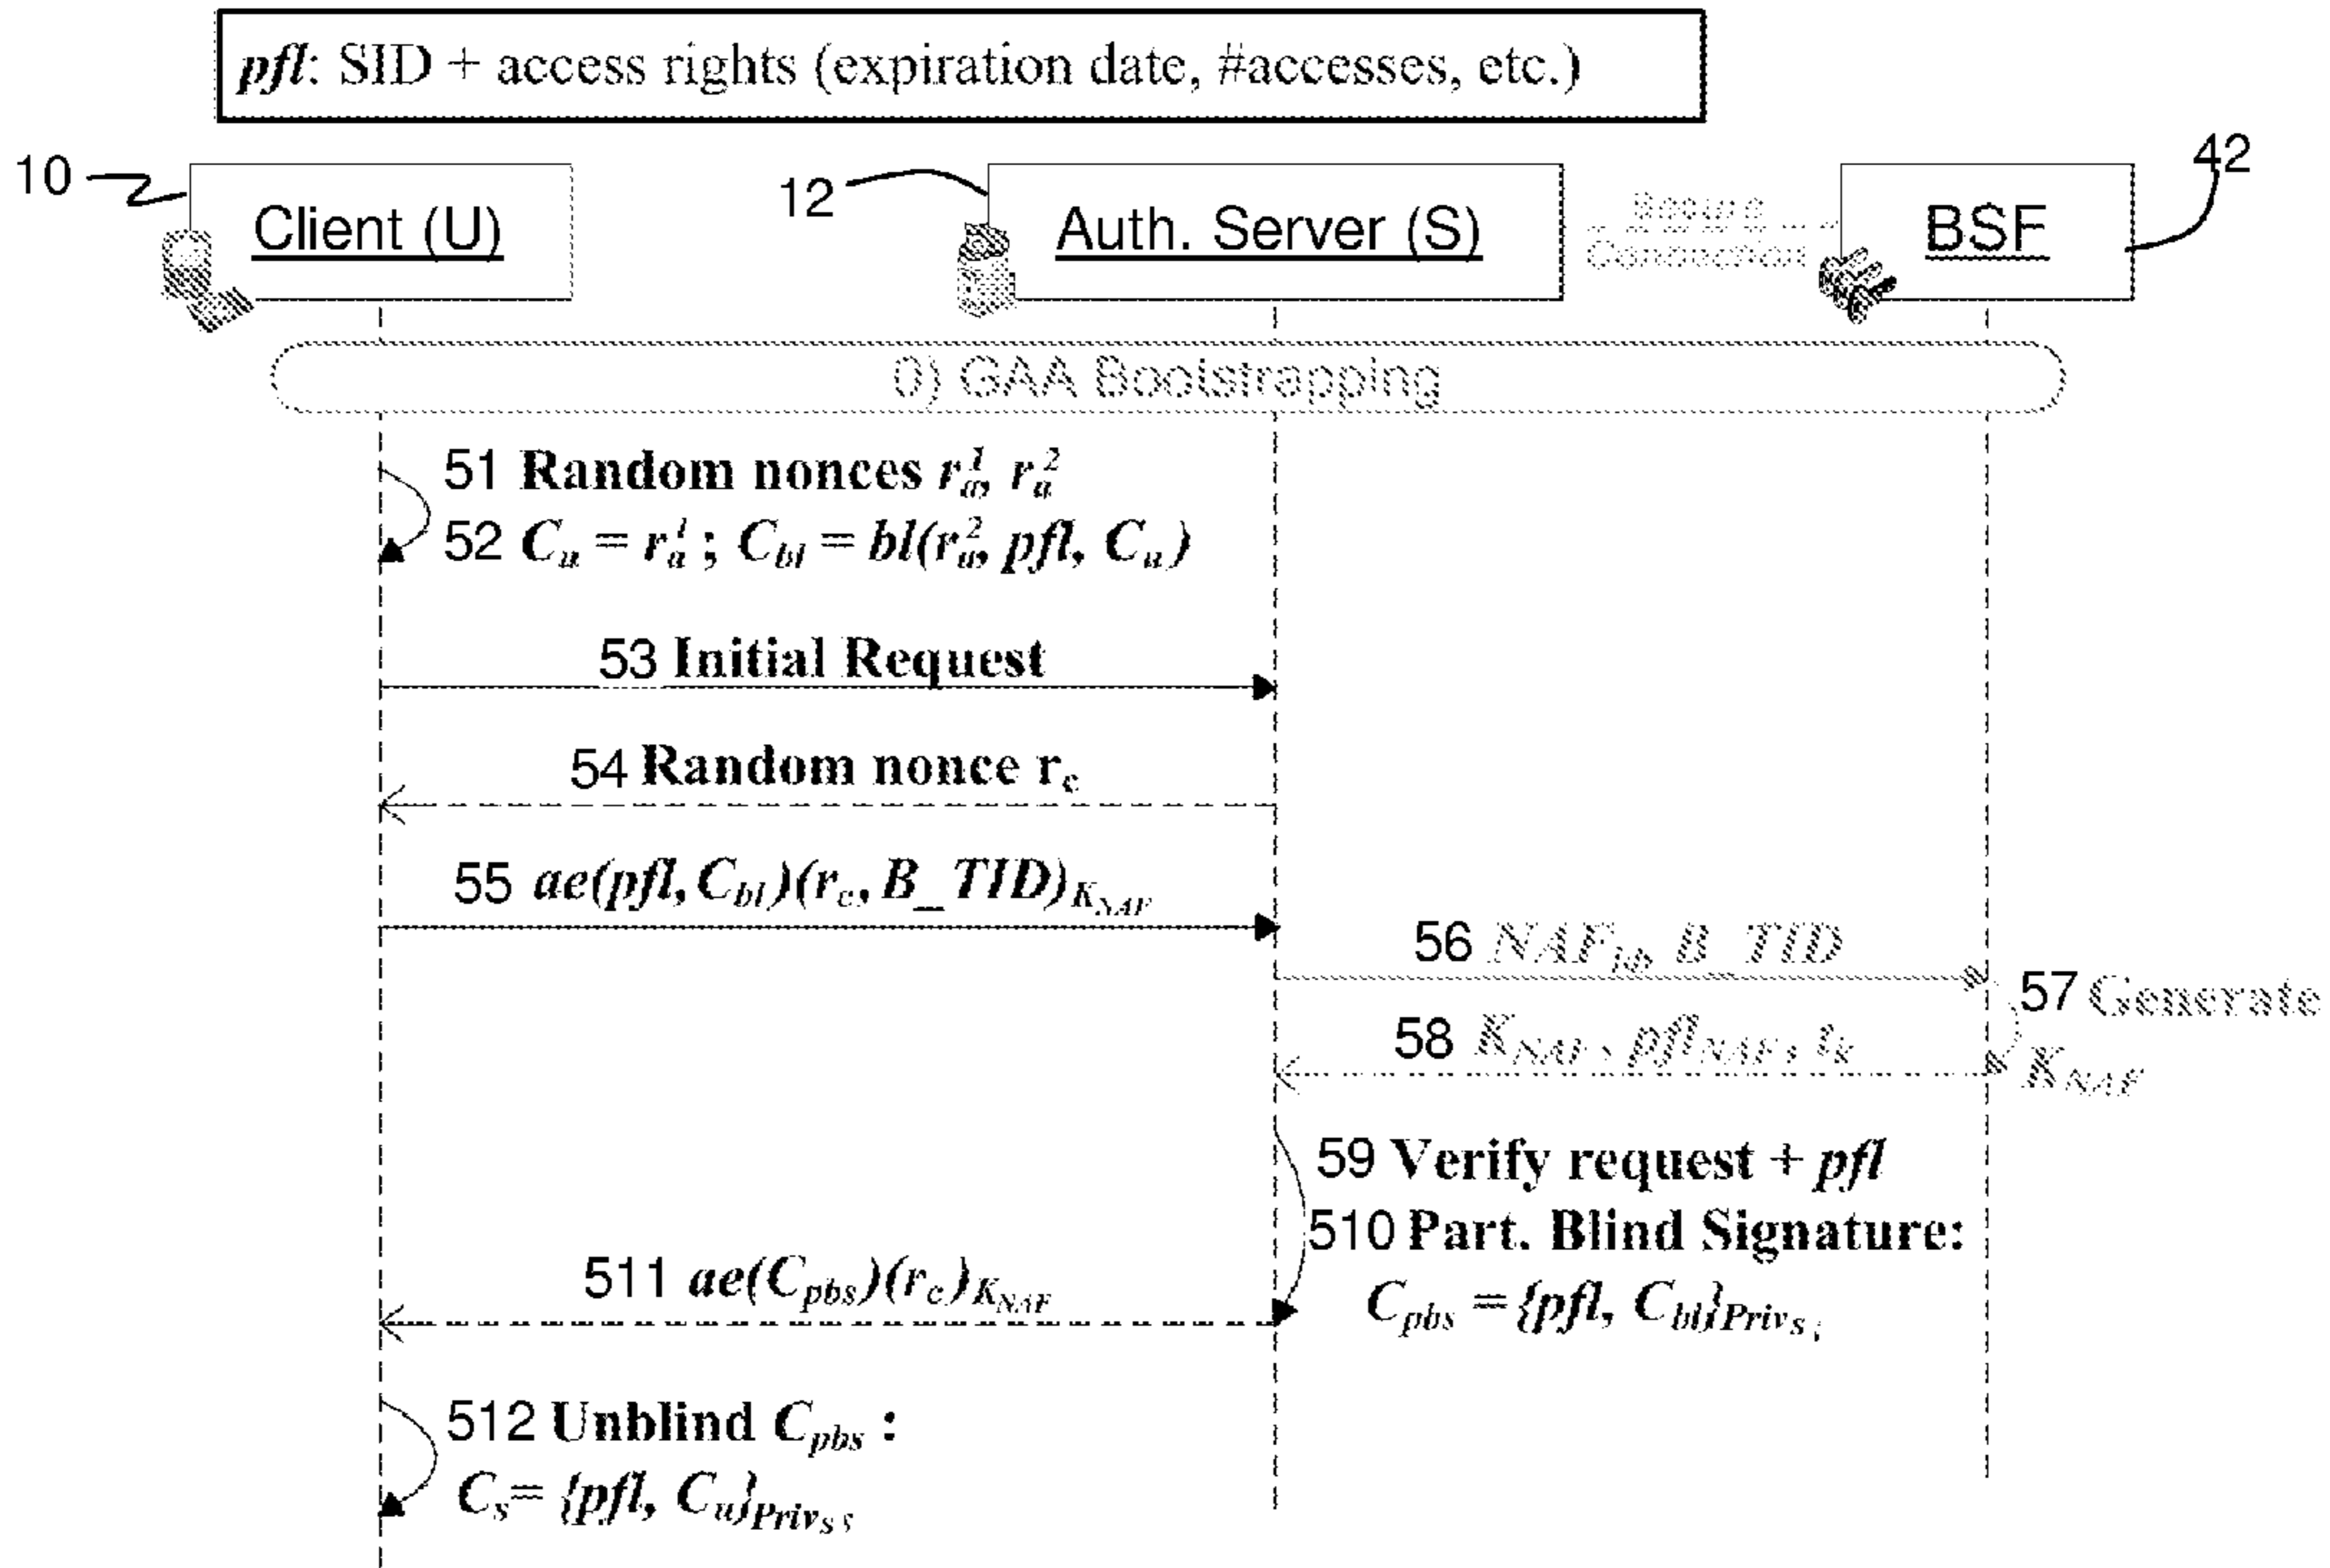 pfl: SID + access rights (expiration date, #accesses, etc.)
10
12
42
Client (U)
Auth. Server (S)
BSF
0) GAA Bootstrapping
51 Random nonces r_a^1, r_a^2
52 C_u = r_a^1 ; C_bl = bl(r_a^2, pfl, C_u)
53 Initial Request
54 Random nonce r_c
55 ae(pfl, C_bl)(r_c, B_TID)K_NAF
56 NAF_Id, B_TID
57 Generate
K_NAF
58 K_NAF, pfl_NAF, t_k
59 Verify request + pfl
510 Part. Blind Signature:
C_pbs = {pfl, C_bl}Priv_S
511 ae(C_pbs)(r_c)K_NAF
512 Unblind C_pbs :
C_s = {pfl, C_u}Priv_S